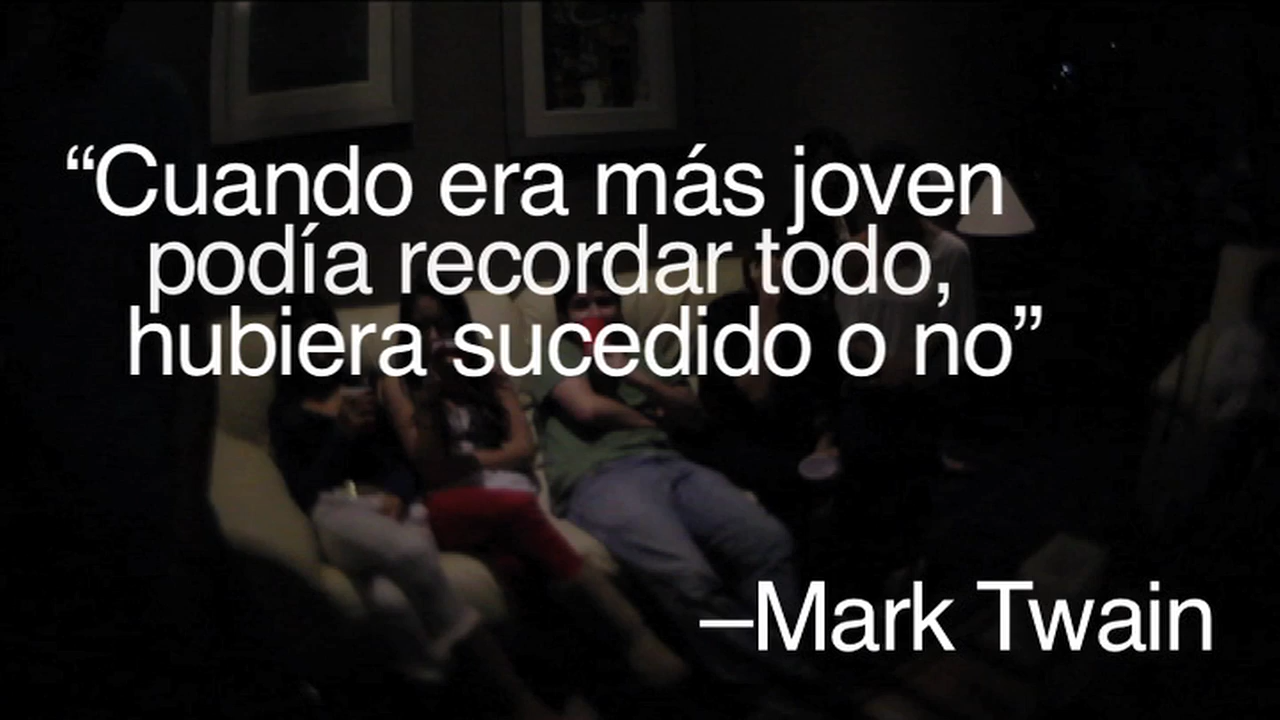 “Cuando era más joven
podía recordar todo,
hubiera sucedido o no”
–Mark Twain